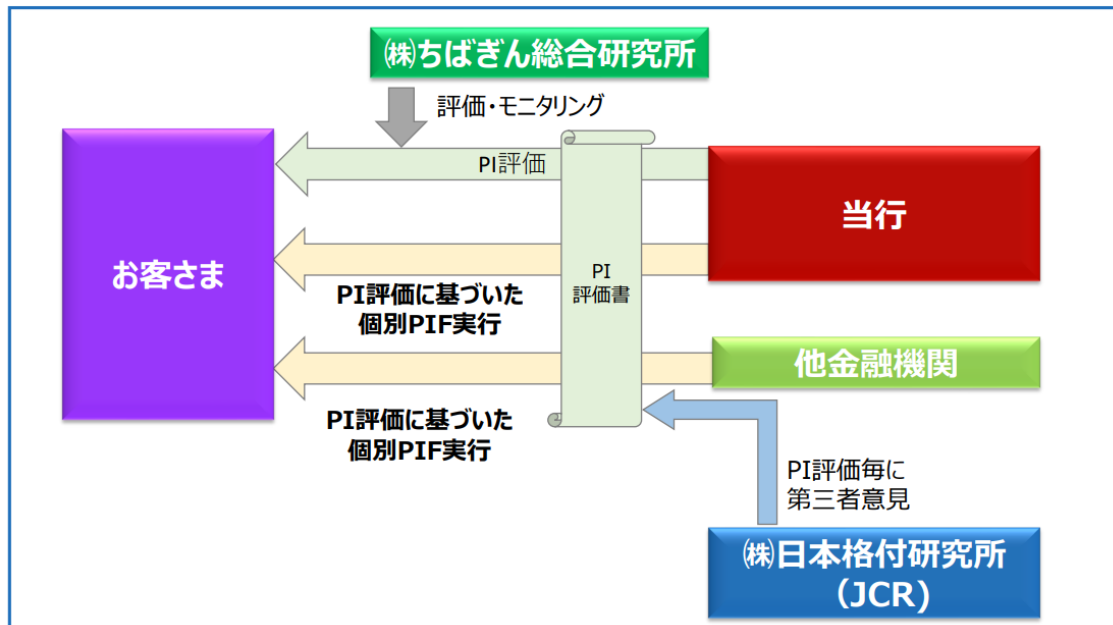 ㈱ちばぎん総合研究所
評価・モニタリング
PI評価
当行
お客さま
PI
評価書
PI評価に基づいた
個別PIF実行
他金融機関
PI評価に基づいた
個別PIF実行
PI評価毎に
第三者意見
㈱日本格付研究所
（JCR）